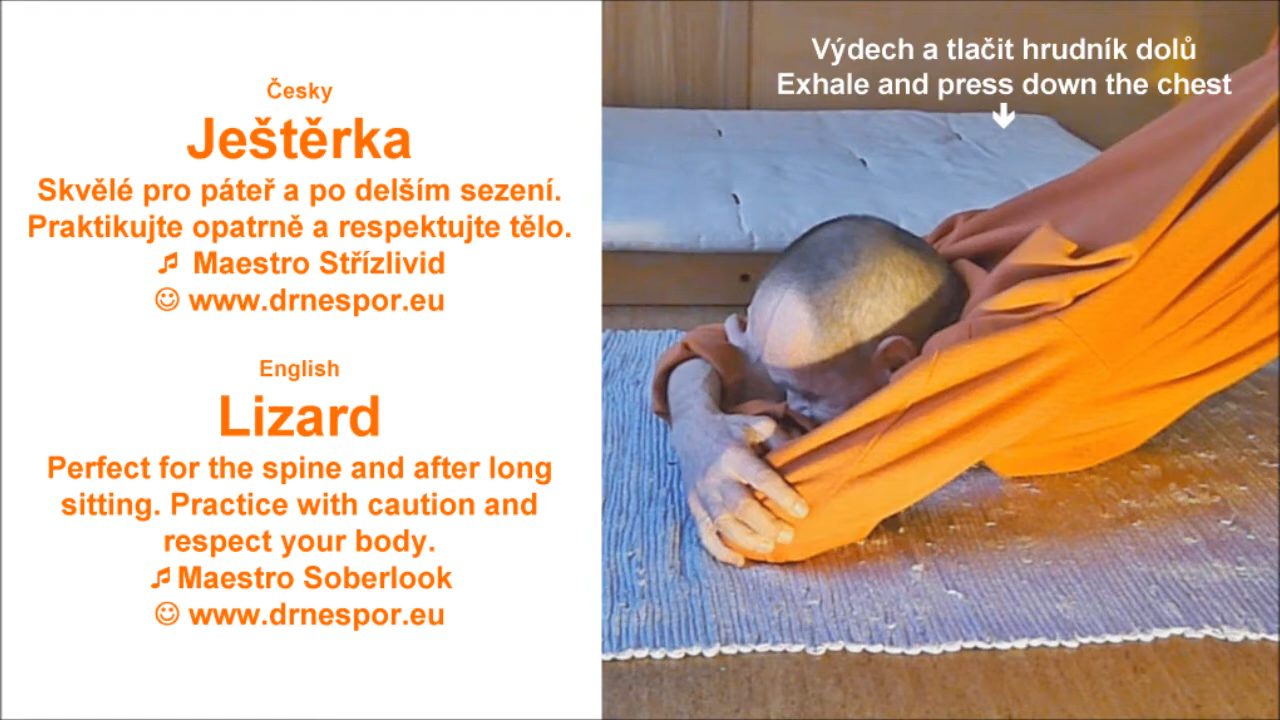 Česky
Ještěrka
Skvělé pro páteř a po delším sezení.
Praktikujte opatrně a respektujte tělo.
♫ Maestro Střízlivid
☺ www.drnespor.eu
English
Lizard
Perfect for the spine and after long
sitting. Practice with caution and
respect your body.
♫ Maestro Soberlook
☺ www.drnespor.eu
Výdech a tlačit hrudník dolů
Exhale and press down the chest